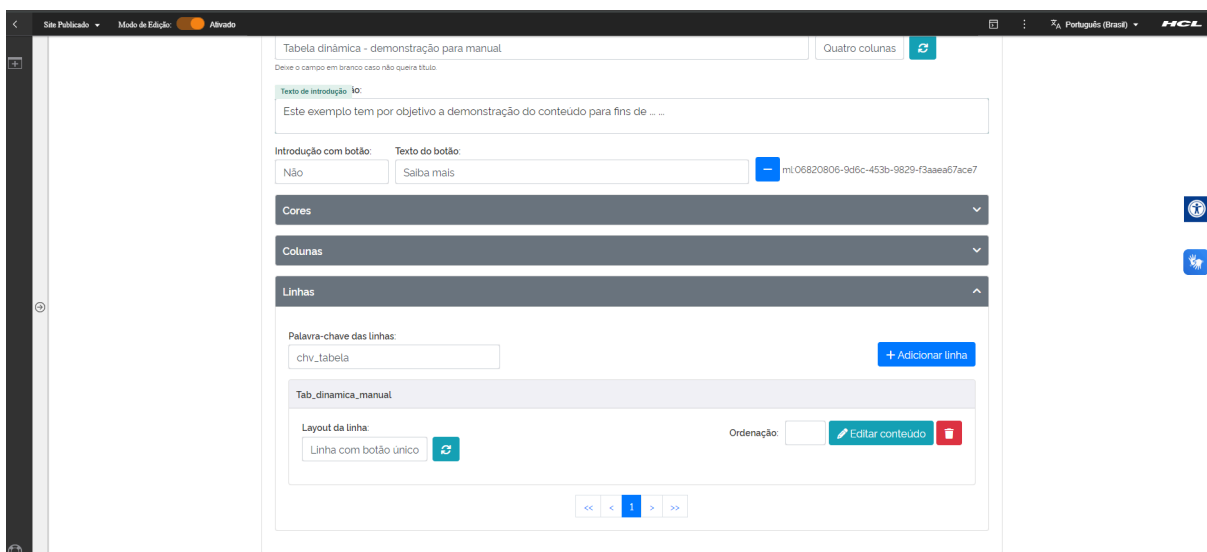 Site Publicado Modo de Edição: Ativado Português (Brasil) HCL
Tabela dinâmica - demonstração para manual Quatro colunas
Deixe o campo em branco caso não queira título.
Texto de introdução ão:
Este exemplo tem por objetivo a demonstração do conteúdo para fins de ... ...
Introdução com botão: Texto do botão:
Não Saiba mais ml:06820806-9d6c-453b-9829-f3aaea67ace7
Cores
Colunas
Linhas
Palavra-chave das linhas:
chv_tabela + Adicionar linha
Tab_dinamica_manual
Layout da linha:
Ordenação: Editar conteúdo
Linha com botão único
<< < 1 > >>